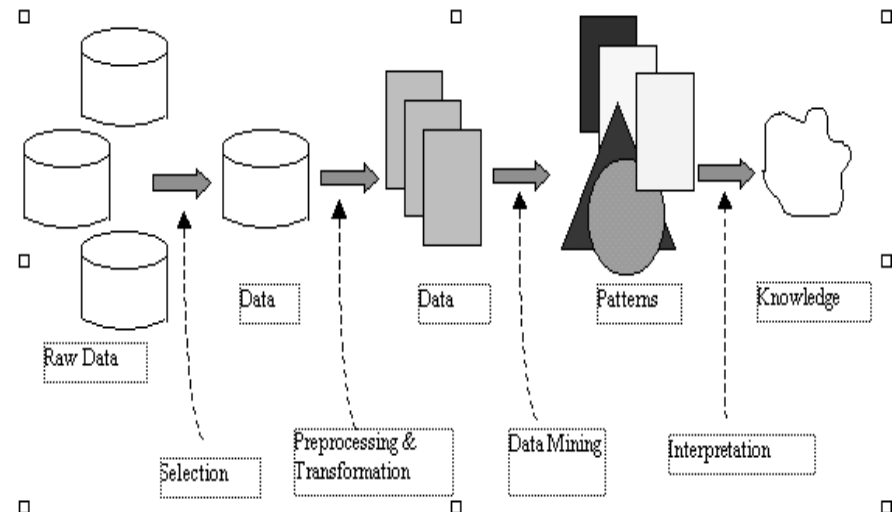 Data
Data
Patterns
Knowledge
Raw Data
Selection
Preprocessing &
Transformation
Data Mining
Interpretation